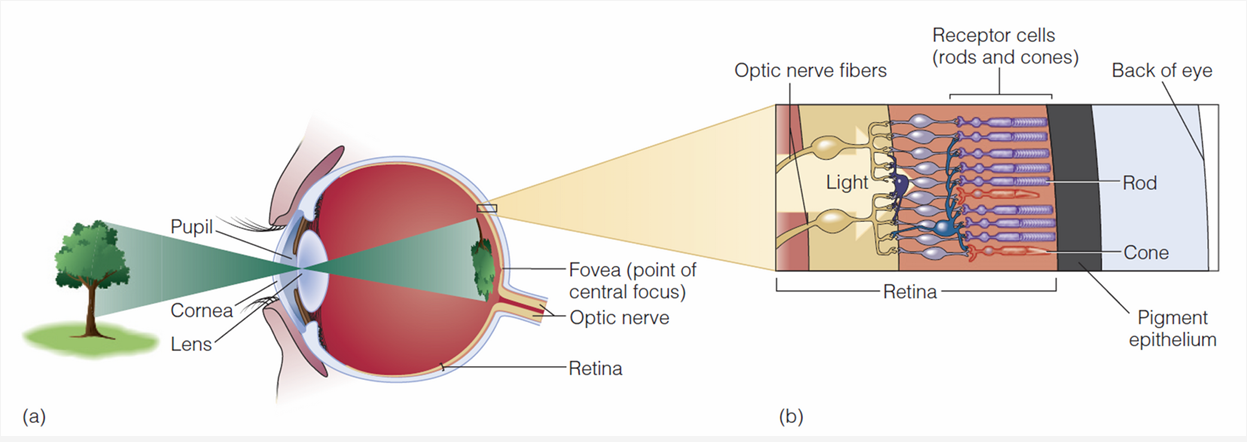 Pupil
Cornea
Lens
Fovea (point of
central focus)
Optic nerve
Retina
(a)
Optic nerve fibers
Receptor cells
(rods and cones)
Back of eye
Light
Rod
Cone
Retina
Pigment
epithelium
(b)